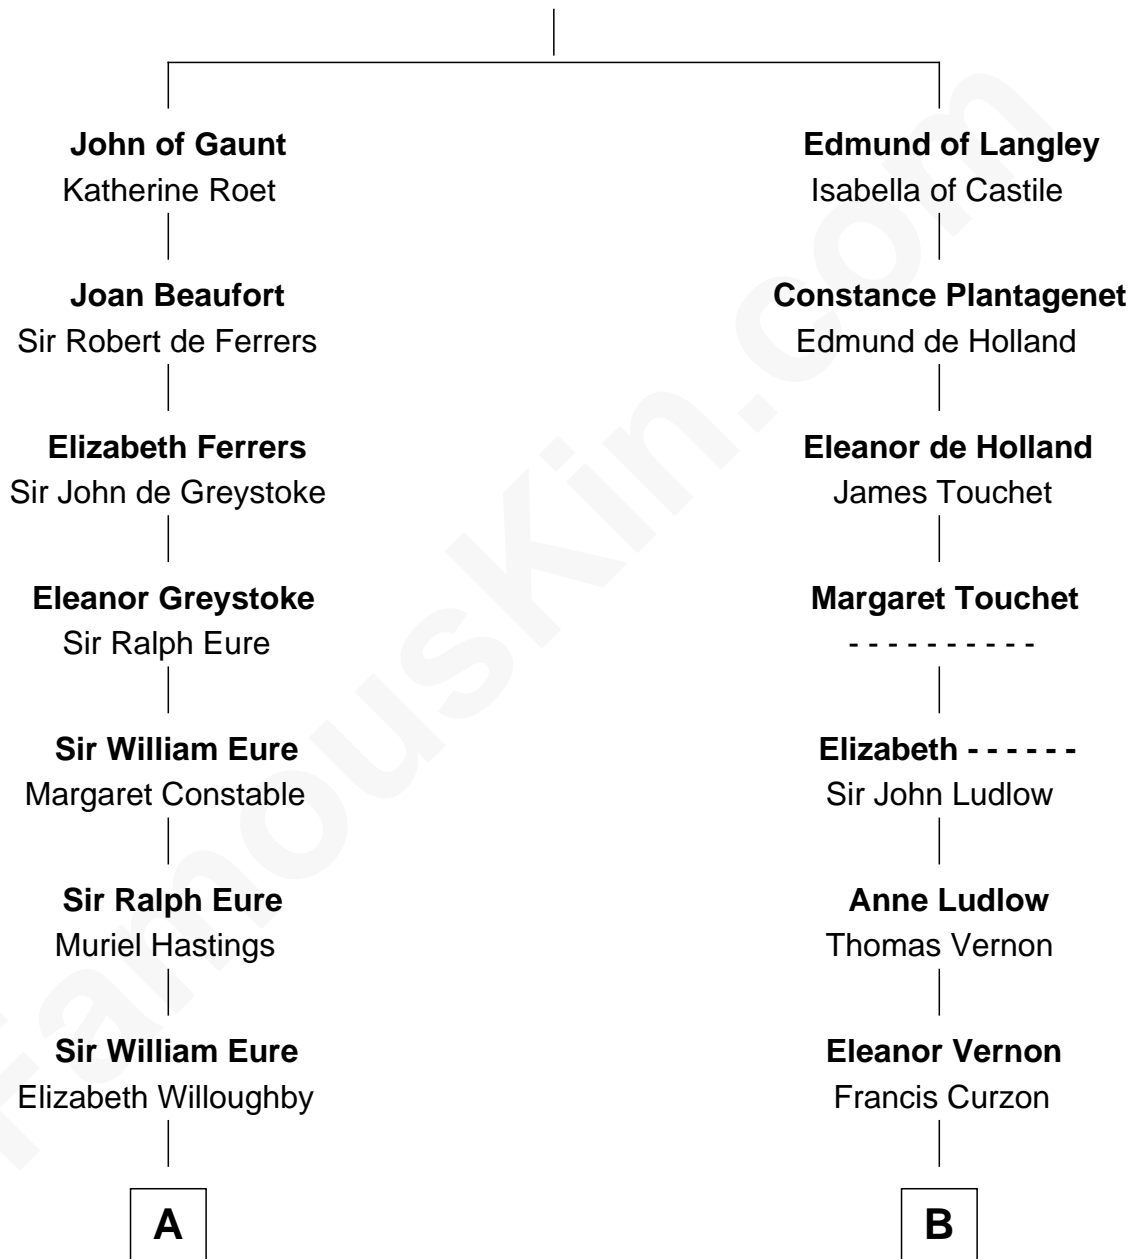 John of Gaunt
Katherine Roet
Joan Beaufort
Sir Robert de Ferrers
Elizabeth Ferrers
Sir John de Greystoke
Eleanor Greystoke
Sir Ralph Eure
Sir William Eure
Margaret Constable
Sir Ralph Eure
Muriel Hastings
Sir William Eure
Elizabeth Willoughby
A
Edmund of Langley
Isabella of Castile
Constance Plantagenet
Edmund de Holland
Eleanor de Holland
James Touchet
Margaret Touchet
- - - - - - - - - -
Elizabeth - - - - - -
Sir John Ludlow
Anne Ludlow
Thomas Vernon
Eleanor Vernon
Francis Curzon
B
FamousKin.com